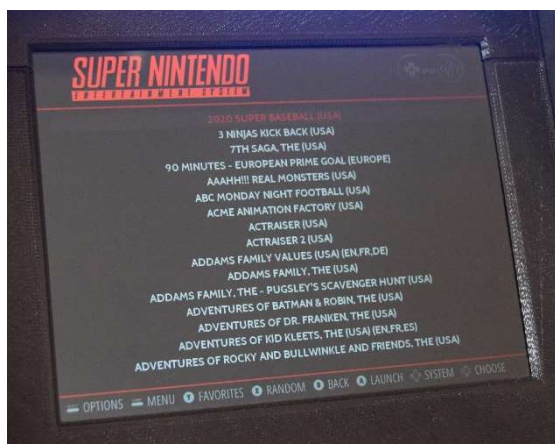 SUPER NINTENDO
ENTERTAINMENT SYSTEM
2020 SUPER BASEBALL (USA)
3 NINJAS KICK BACK (USA)
7TH SAGA, THE (USA)
90 MINUTES - EUROPEAN PRIME GOAL (EUROPE)
AAAHH!!! REAL MONSTERS (USA)
ABC MONDAY NIGHT FOOTBALL (USA)
ACME ANIMATION FACTORY (USA)
ACTRAISER (USA)
ACTRAISER 2 (USA)
ADDAMS FAMILY VALUES (USA) (EN,FR,DE)
ADDAMS FAMILY, THE (USA)
ADDAMS FAMILY, THE - PUGSLEY'S SCAVENGER HUNT (USA)
ADVENTURES OF BATMAN & ROBIN, THE (USA)
ADVENTURES OF DR. FRANKEN, THE (USA)
ADVENTURES OF KID KLEETS, THE (USA) (EN,FR,ES)
ADVENTURES OF ROCKY AND BULLWINKLE AND FRIENDS, THE (USA)
OPTIONS MENU Y FAVORITES X RANDOM B BACK A LAUNCH SYSTEM CHOOSE